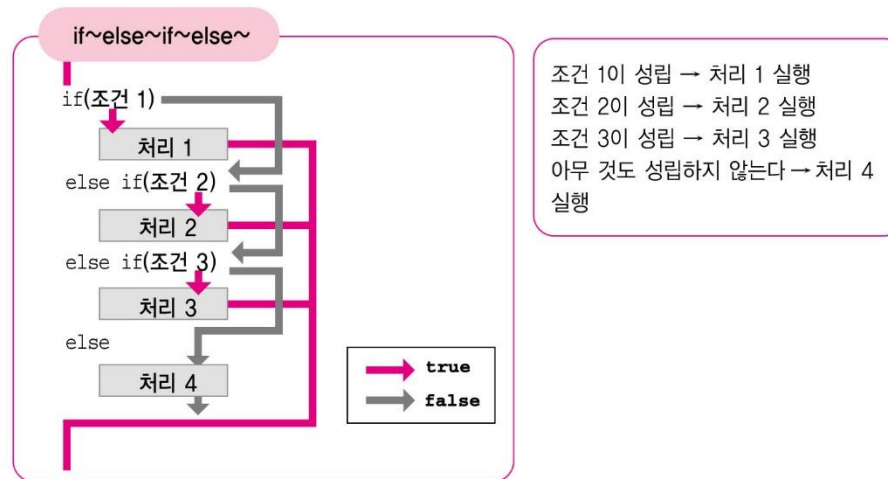 if~else~if~else~
if(조건 1)
처리 1
else if(조건 2)
처리 2
else if(조건 3)
처리 3
else
처리 4
true
false
조건 1이 성립 → 처리 1 실행
조건 2이 성립 → 처리 2 실행
조건 3이 성립 → 처리 3 실행
아무 것도 성립하지 않는다 → 처리 4
실행